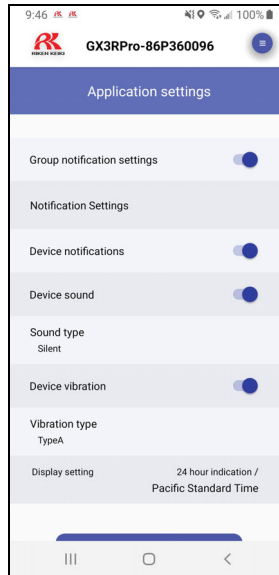 9:46
100%
RIKEN KEIKI
GX3RPro-86P360096
Application settings
Group notification settings
Notification Settings
Device notifications
Device sound
Sound type
Silent
Device vibration
Vibration type
TypeA
Display setting
24 hour indication /
Pacific Standard Time